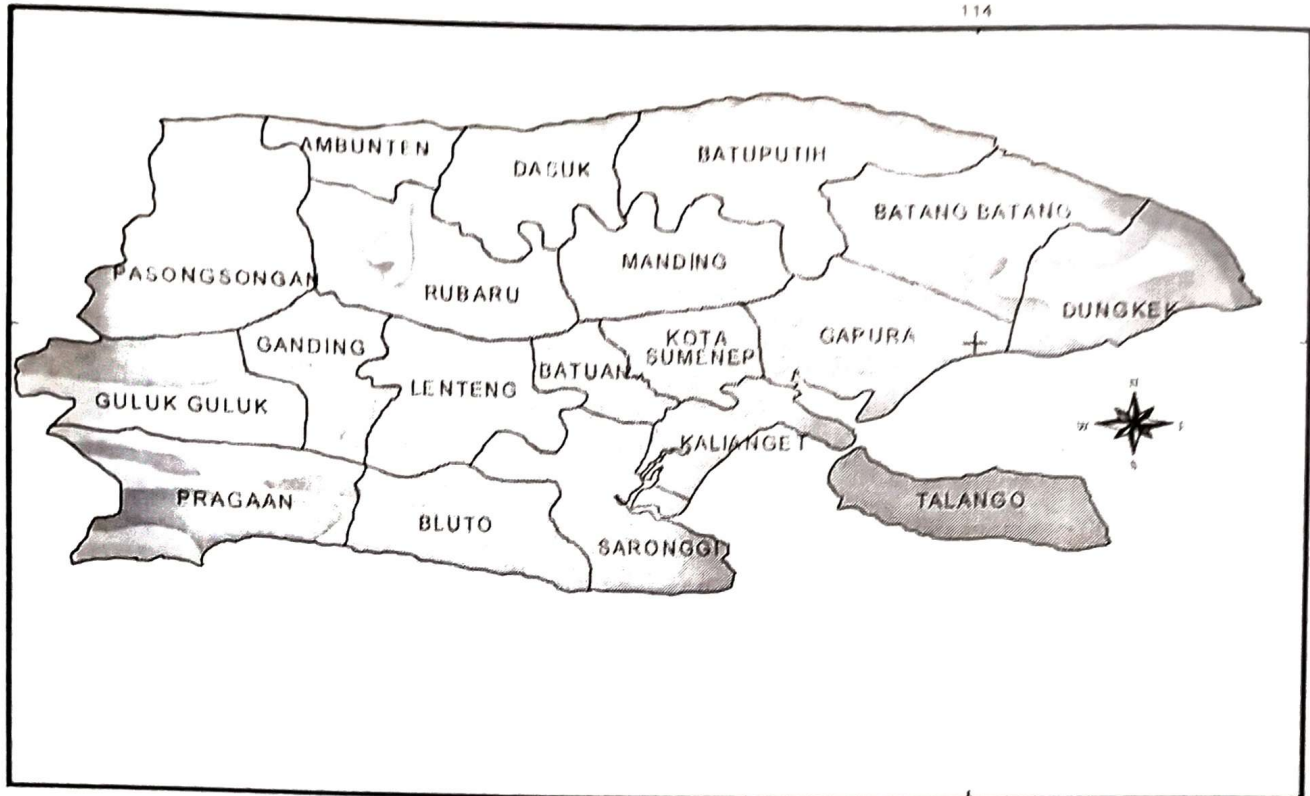 114
AMBUNTEN
DASUK
BATUPUTIH
BATANG BATANG
PASONGSONGAN
RUBARU
MANDING
DUNGKEK
GANDING
LENTENG
BATUAN
KOTA
SUMENEP
GAPURA
GULUK GULUK
KALIANGET
PRAGAAN
BLUTO
SARONGGI
TALANGO
N
W
E
S